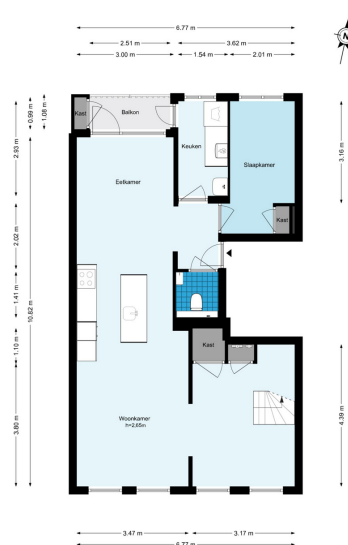 6.77 m
2.51 m
3.62 m
3.00 m
1.54 m
2.01 m
N
0.99 m
1.08 m
2.93 m
3.16 m
Kast
Balkon
Keuken
Slaapkamer
Eetkamer
Kast
2.02 m
1.41 m
10.82 m
1.10 m
Kast
3.80 m
4.39 m
Woonkamer
h=2,65m
3.47 m
3.17 m
6.77 m